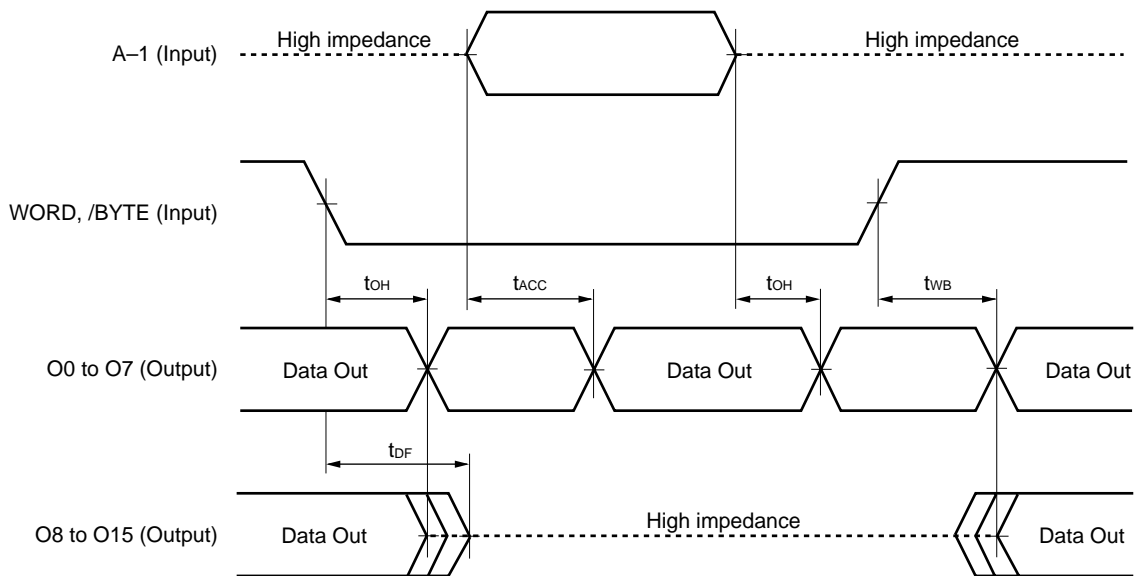 High impedance
High impedance
A–1 (Input)
WORD, /BYTE (Input)
tOH
tACC
tOH
tWB
O0 to O7 (Output)
Data Out
Data Out
Data Out
tDF
High impedance
O8 to O15 (Output)
Data Out
Data Out